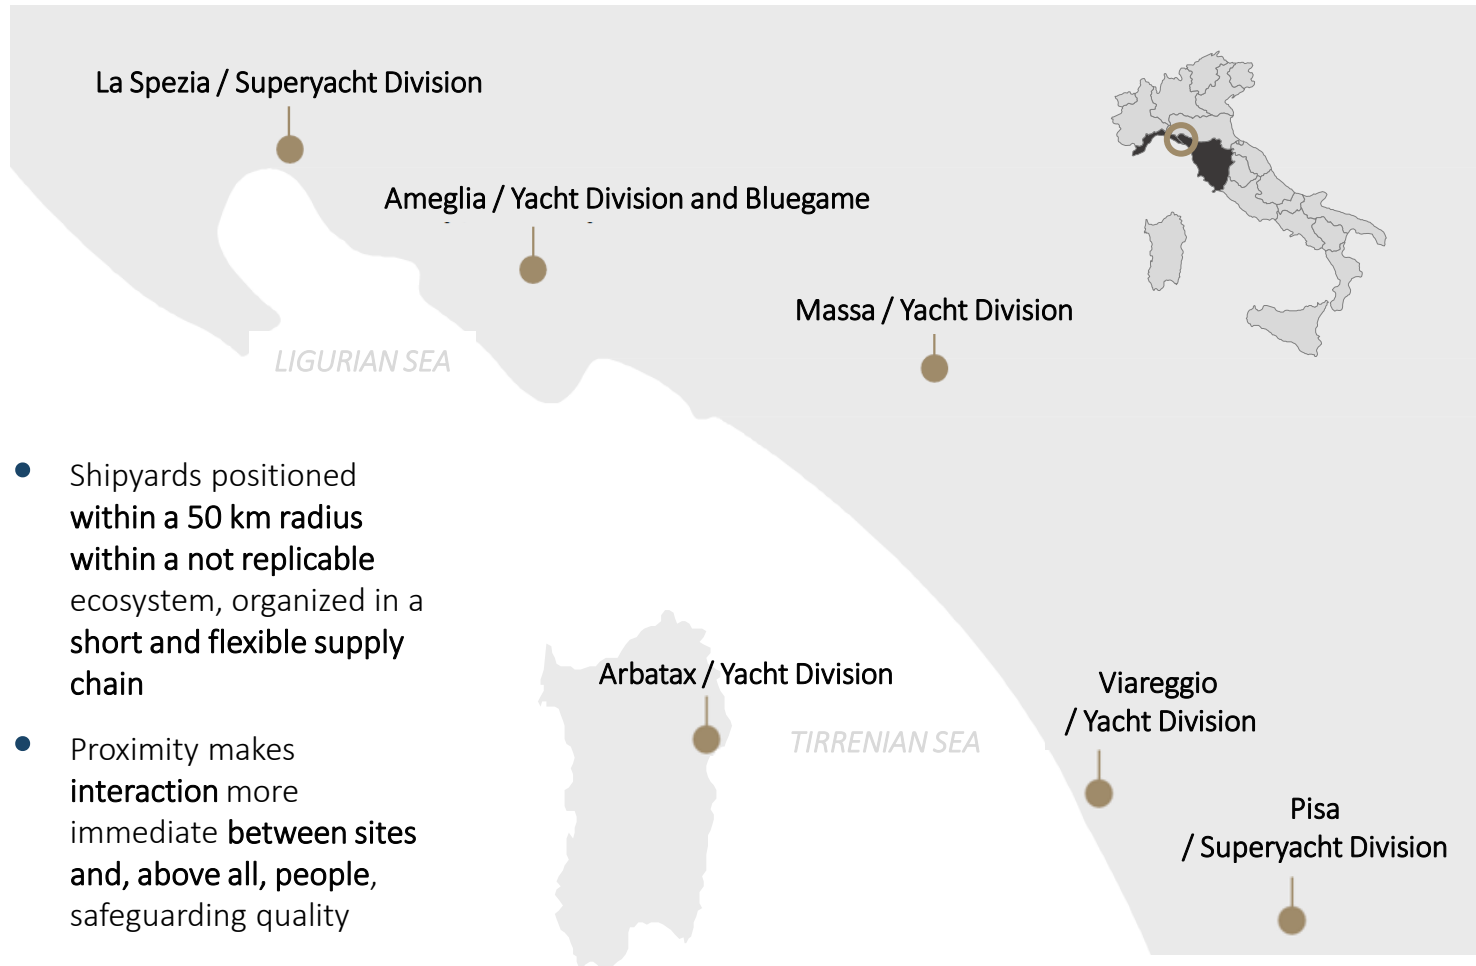 La Spezia / Superyacht Division
Ameglia / Yacht Division and Bluegame
Massa / Yacht Division
LIGURIAN SEA
Shipyards positioned
within a 50 km radius
within a not replicable
ecosystem, organized in a
short and flexible supply
chain
Proximity makes
interaction more
immediate between sites
and, above all, people,
safeguarding quality
Arbatax / Yacht Division
TIRRENIAN SEA
Viareggio
/ Yacht Division
Pisa
/ Superyacht Division